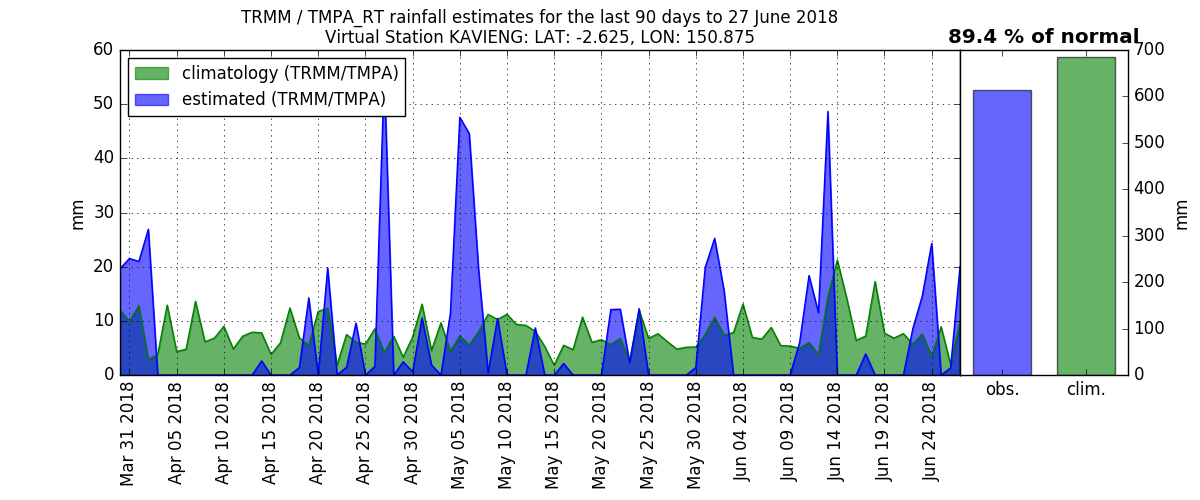 TRMM / TMPA_RT rainfall estimates for the last 90 days to 27 June 2018
Virtual Station KAVIENG: LAT: -2.625, LON: 150.875
89.4 % of normal
climatology (TRMM/TMPA)
estimated (TRMM/TMPA)
mm
60
50
40
30
20
10
0
Mar 31 2018
Apr 05 2018
Apr 10 2018
Apr 15 2018
Apr 20 2018
Apr 25 2018
Apr 30 2018
May 05 2018
May 10 2018
May 15 2018
May 20 2018
May 25 2018
May 30 2018
Jun 04 2018
Jun 09 2018
Jun 14 2018
Jun 19 2018
Jun 24 2018
obs.
clim.
700
600
500
400
300
200
100
0
mm